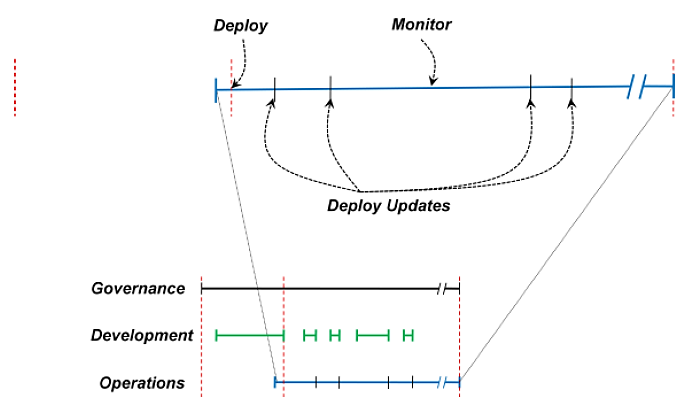 Deploy
Monitor
Deploy Updates
Governance
Development
Operations